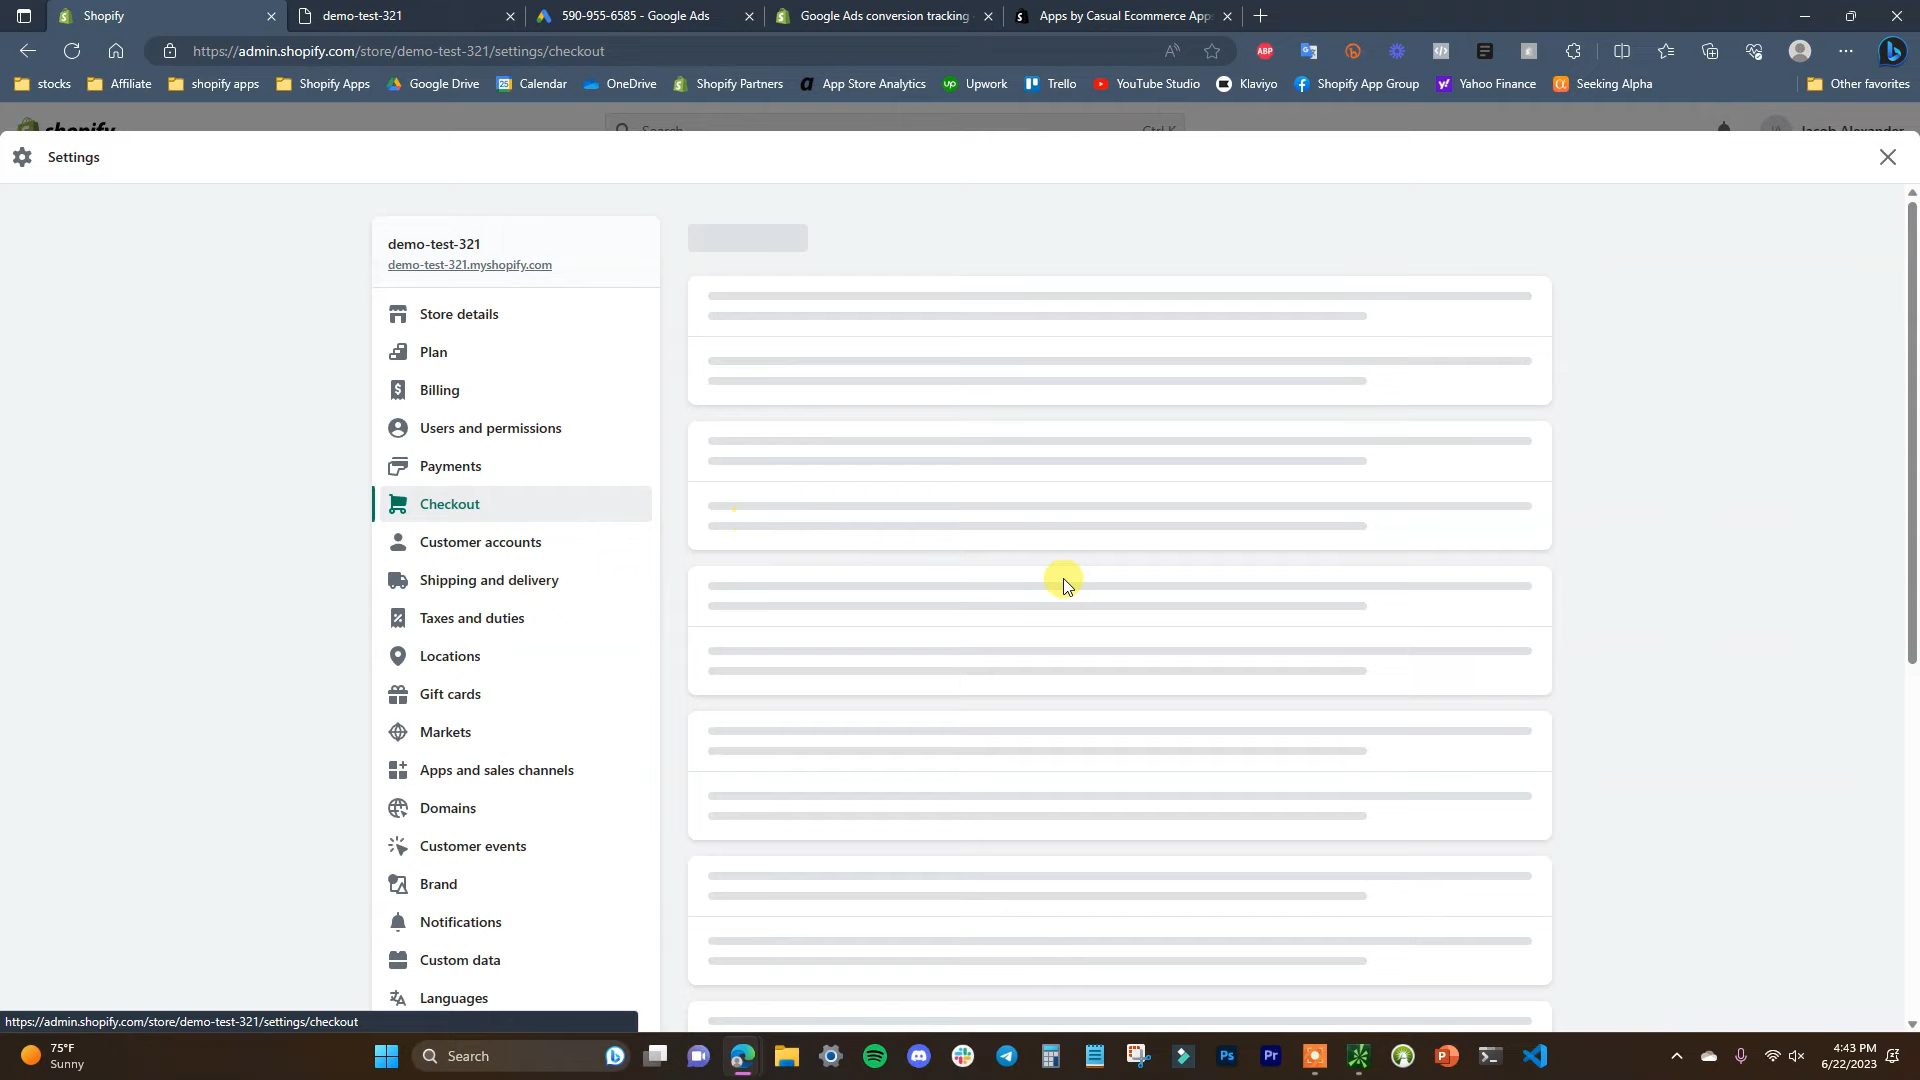 Shopify
demo-test-321
590-955-6585 - Google Ads
Google Ads conversion tracking
Apps by Casual Ecommerce Apps
https://admin.shopify.com/store/demo-test-321/settings/checkout
stocks
Affiliate
shopify apps
Shopify Apps
Google Drive
Calendar
OneDrive
Shopify Partners
App Store Analytics
Upwork
Trello
YouTube Studio
Klaviyo
Shopify App Group
Yahoo Finance
Seeking Alpha
Other favorites
shopify
Search
Ctrl K
Jacob Alexander
Settings
demo-test-321
demo-test-321.myshopify.com
Store details
Plan
Billing
Users and permissions
Payments
Checkout
Customer accounts
Shipping and delivery
Taxes and duties
Locations
Gift cards
Markets
Apps and sales channels
Domains
Customer events
Brand
Notifications
Custom data
Languages
https://admin.shopify.com/store/demo-test-321/settings/checkout
75°F
Sunny
Search
4:43 PM
6/22/2023